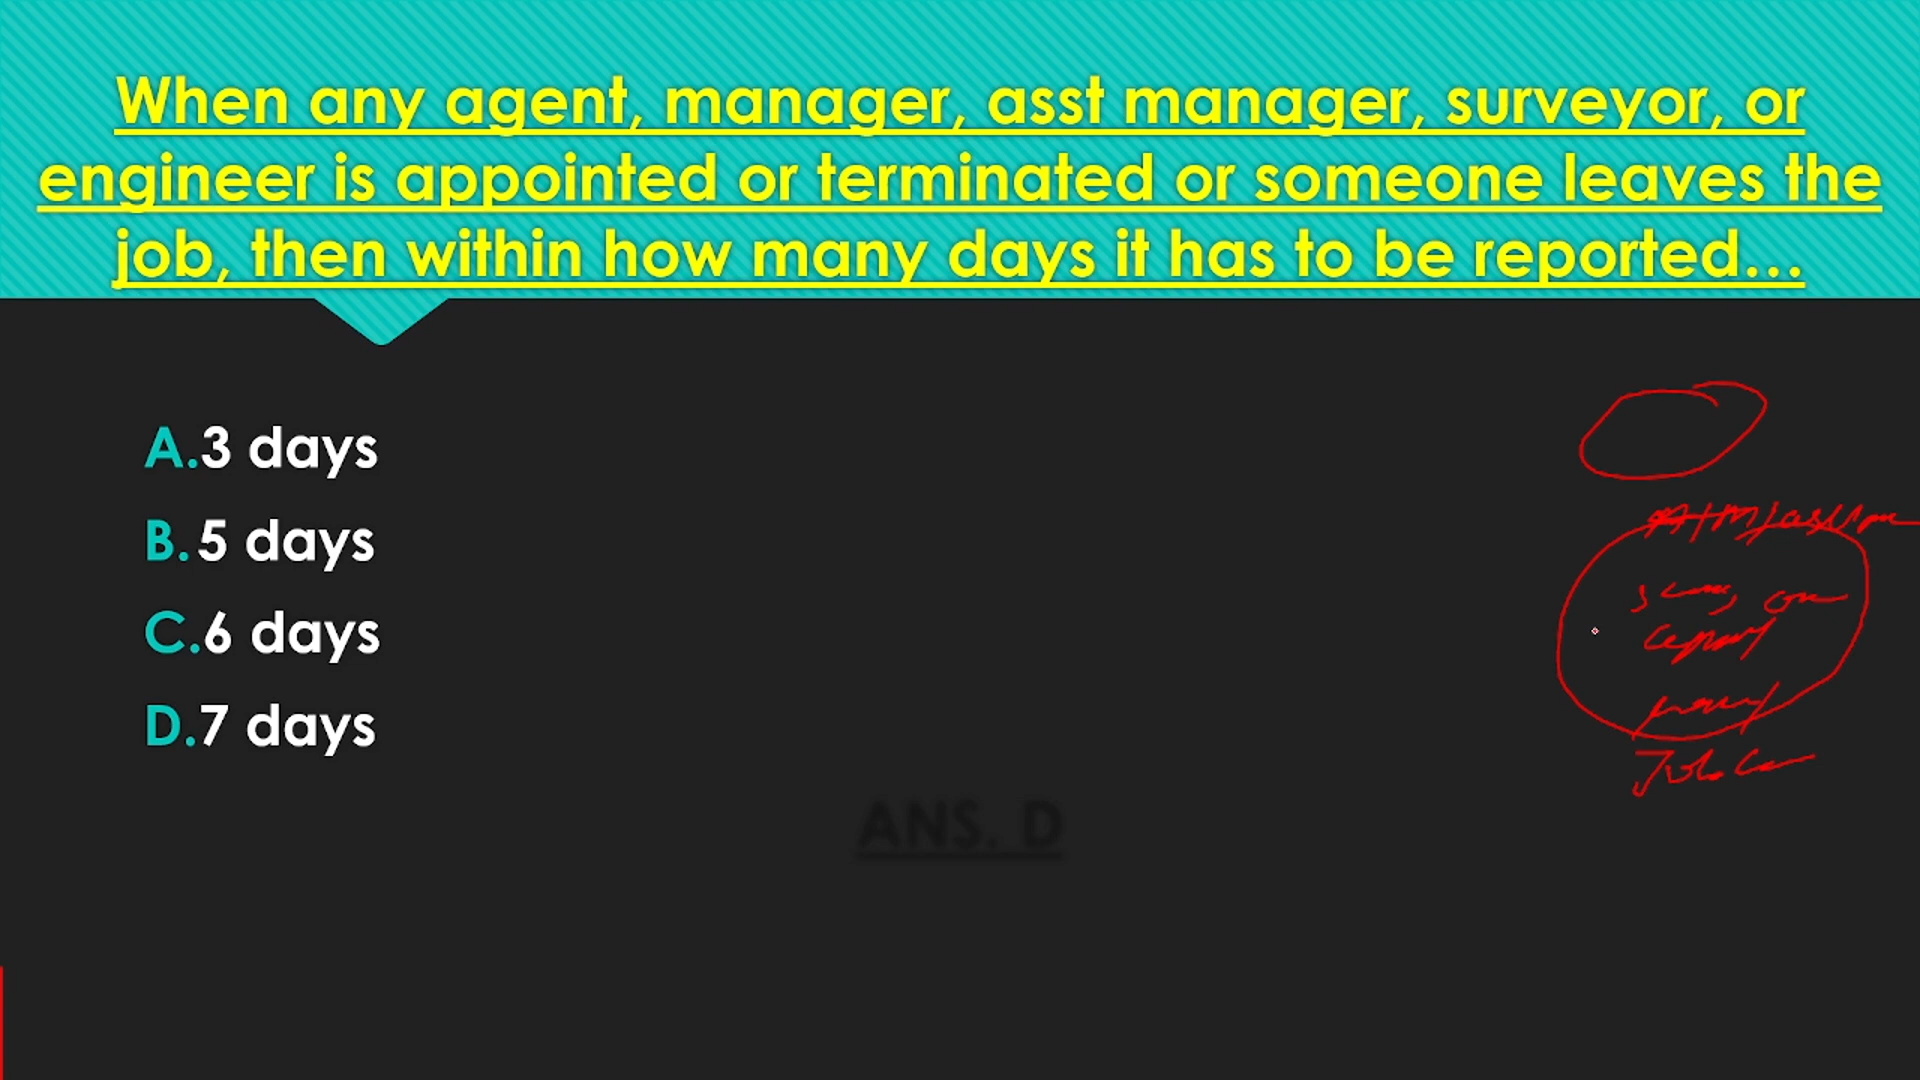 When any agent, manager, asst manager, surveyor, or
engineer is appointed or terminated or someone leaves the
job, then within how many days it has to be reported…
A.3 days
B.5 days
C.6 days
D.7 days
ANS. D